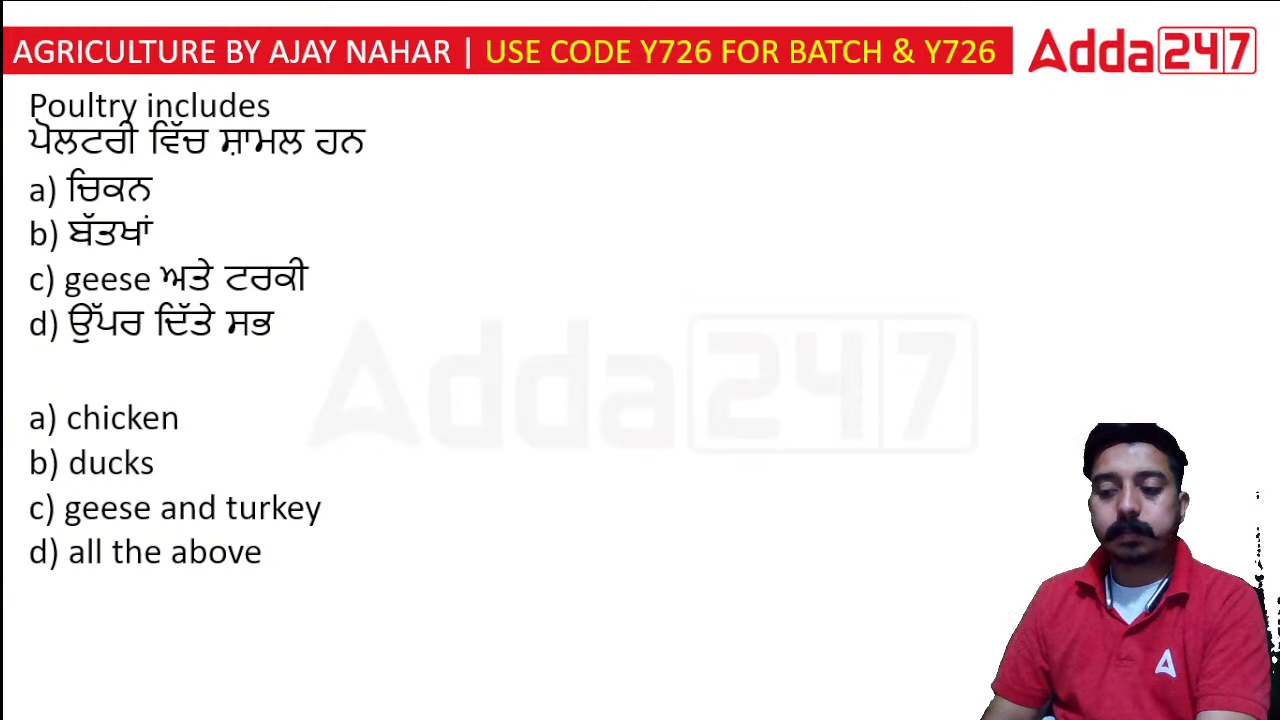 AGRICULTURE BY AJAY NAHAR | USE CODE Y726 FOR BATCH & Y726
Adda247
Poultry includes
ਪੋਲਟਰੀ ਵਿੱਚ ਸ਼ਾਮਲ ਹਨ
a) ਚਿਕਨ
b) ਬੱਤਖਾਂ
c) geese ਅਤੇ ਟਰਕੀ
d) ਉੱਪਰ ਦਿੱਤੇ ਸਭ
Adda247
a) chicken
b) ducks
c) geese and turkey
d) all the above